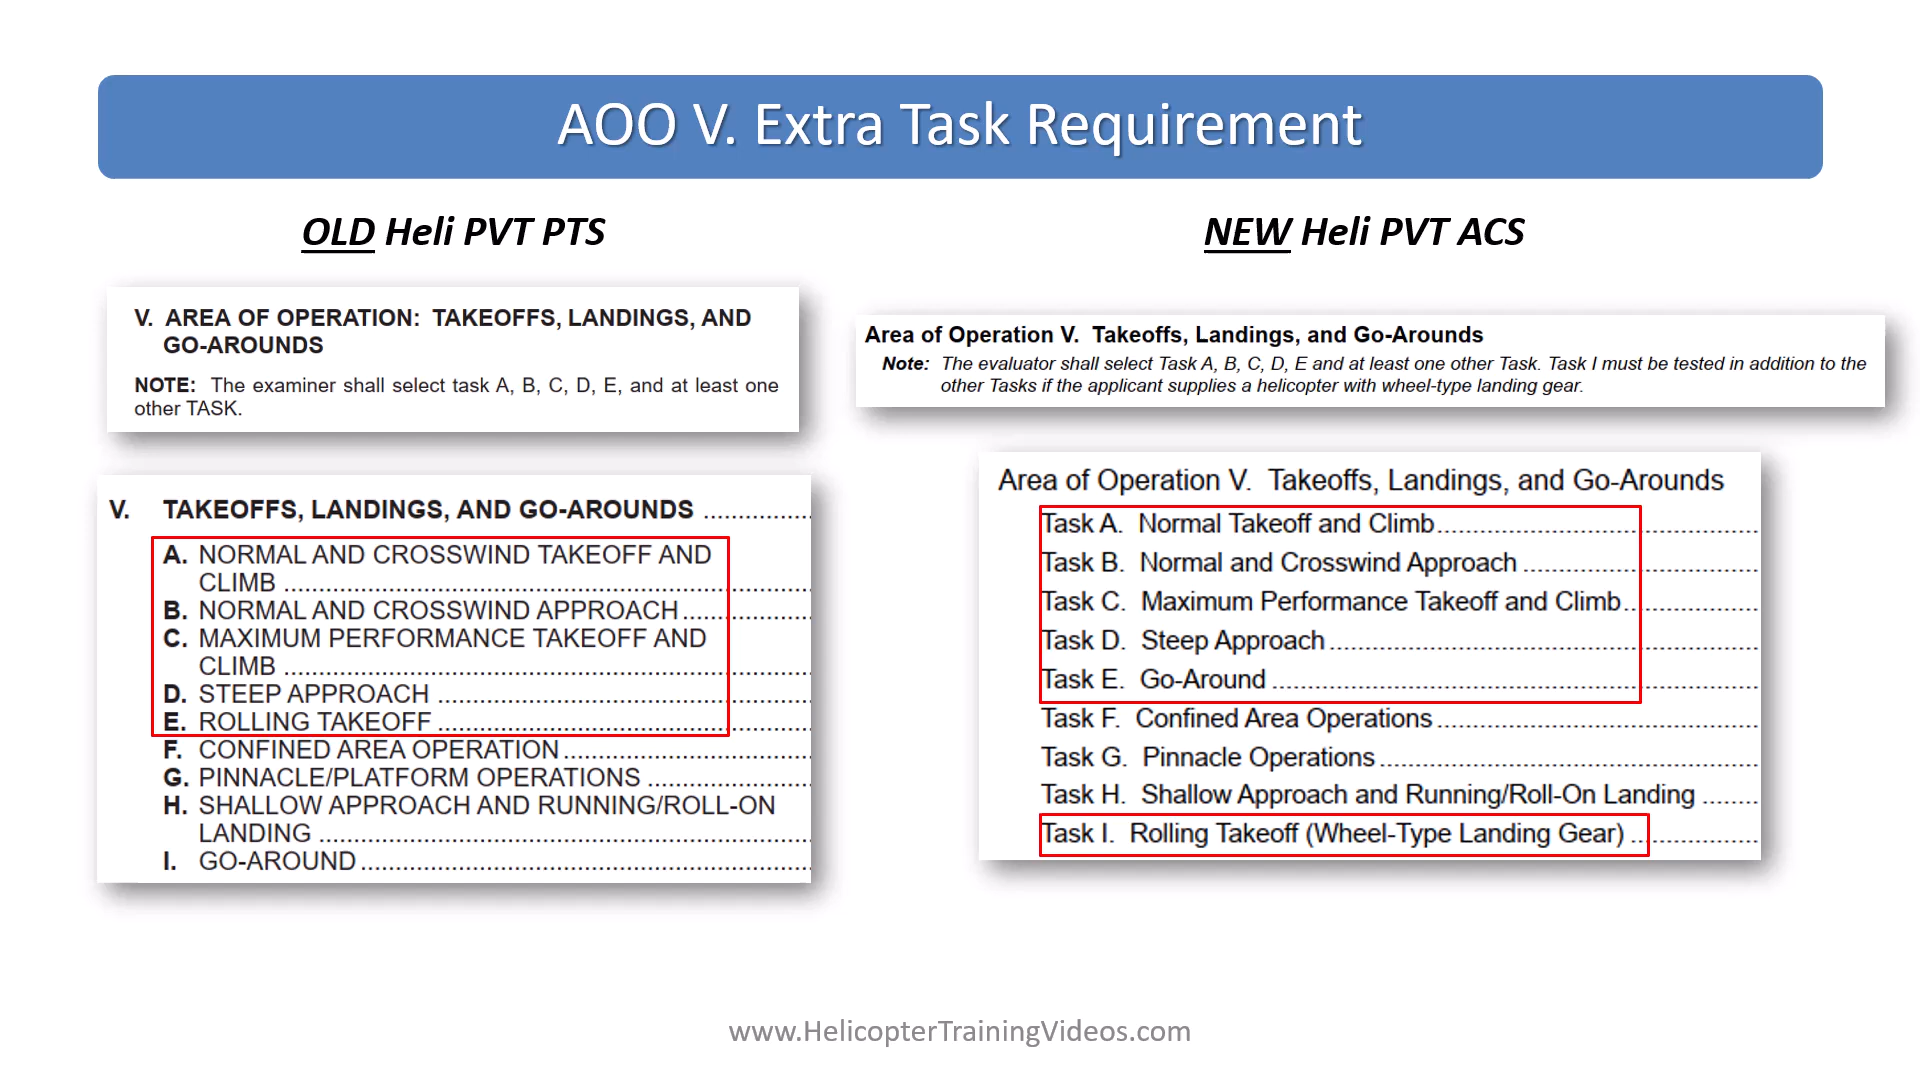 AOO V. Extra Task Requirement
OLD Heli PVT PTS
V. AREA OF OPERATION: TAKEOFFS, LANDINGS, AND
GO-AROUNDS
NOTE: The examiner shall select task A, B, C, D, E, and at least one
other TASK.
V. TAKEOFFS, LANDINGS, AND GO-AROUNDS ...............
A. NORMAL AND CROSSWIND TAKEOFF AND
CLIMB ...............
B. NORMAL AND CROSSWIND APPROACH ...............
C. MAXIMUM PERFORMANCE TAKEOFF AND
CLIMB ...............
D. STEEP APPROACH ...............
E. ROLLING TAKEOFF ...............
F. CONFINED AREA OPERATION ...............
G. PINNACLE/PLATFORM OPERATIONS ...............
H. SHALLOW APPROACH AND RUNNING/ROLL-ON
LANDING ...............
I. GO-AROUND ...............
NEW Heli PVT ACS
Area of Operation V. Takeoffs, Landings, and Go-Arounds
Note: The evaluator shall select Task A, B, C, D, E and at least one other Task. Task I must be tested in addition to the
other Tasks if the applicant supplies a helicopter with wheel-type landing gear.
Area of Operation V. Takeoffs, Landings, and Go-Arounds
Task A. Normal Takeoff and Climb ...............
Task B. Normal and Crosswind Approach ...............
Task C. Maximum Performance Takeoff and Climb ...............
Task D. Steep Approach ...............
Task E. Go-Around ...............
Task F. Confined Area Operations ...............
Task G. Pinnacle Operations ...............
Task H. Shallow Approach and Running/Roll-On Landing ........
Task I. Rolling Takeoff (Wheel-Type Landing Gear) ...............
www.HelicopterTrainingVideos.com